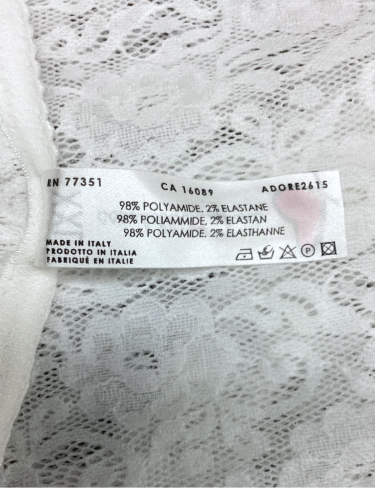 RN 77351 CA 16089 ADORE2615
98% POLYAMIDE, 2% ELASTANE
98% POLIAMMIDE, 2% ELASTAN
98% POLYAMIDE, 2% ELASTHANNE
MADE IN ITALY
PRODOTTO IN ITALIA
FABRIQUÉ EN ITALIE
P